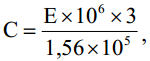 C = E×10⁶×3 / 1,56×10⁵ ,